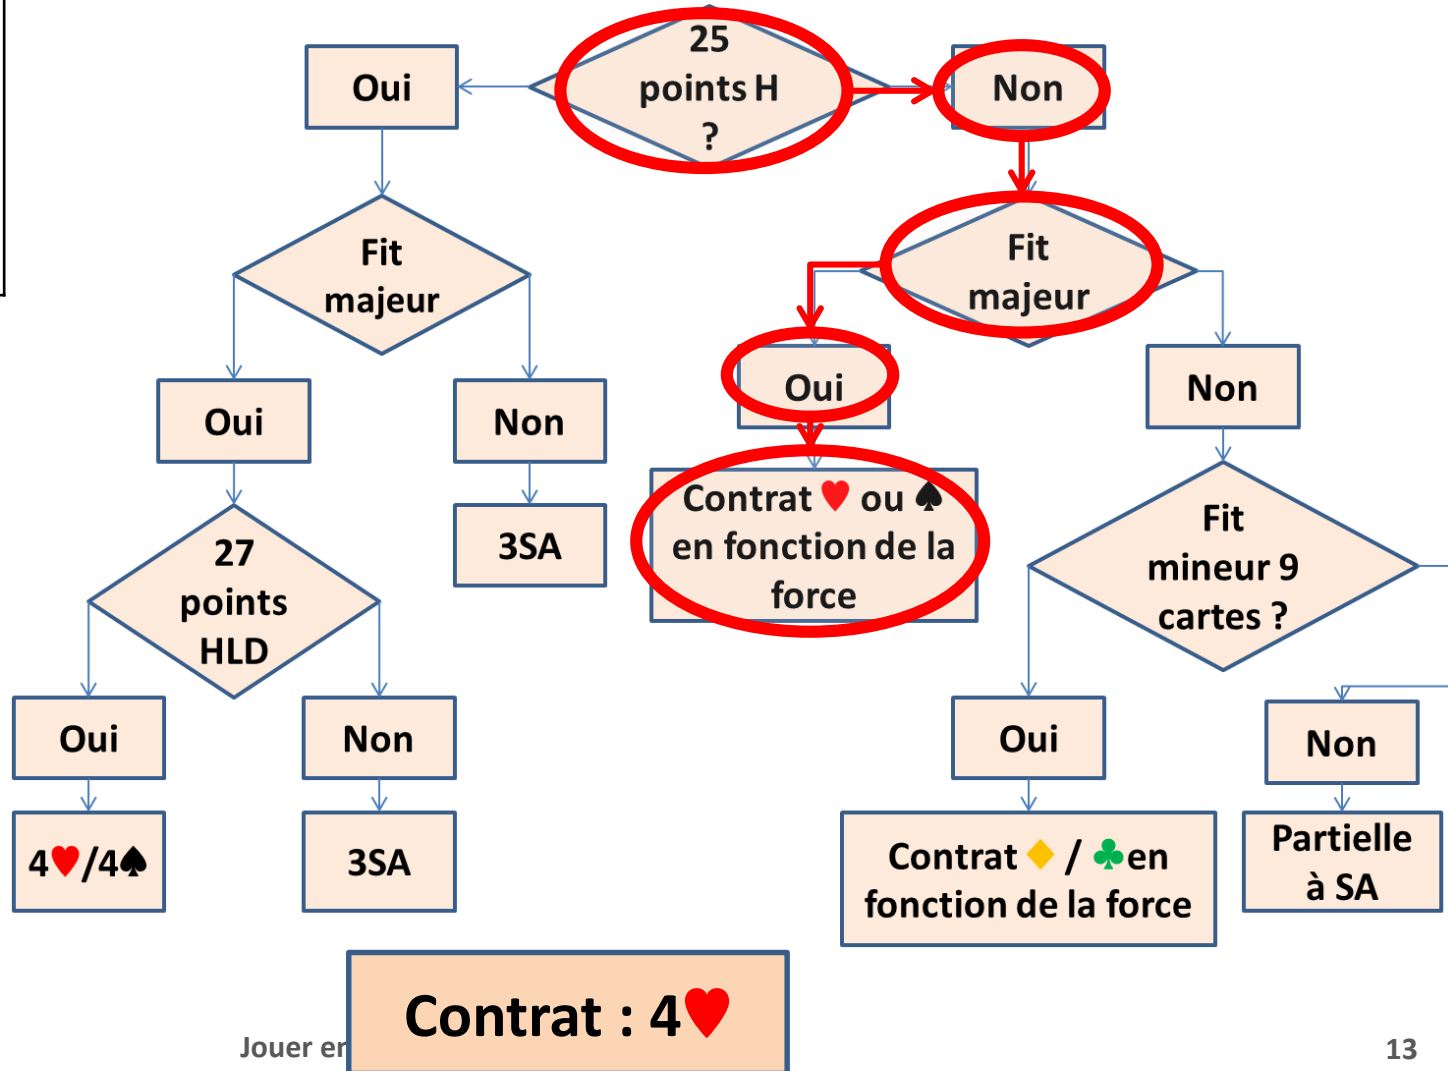 25
points H
?
Oui
Non
Fit
majeur
Fit
majeur
Oui
Non
Oui
Non
3SA
Contrat ♥ ou ♠
en fonction de la
force
27
points
HLD
Fit
mineur 9
cartes ?
Oui
Non
Oui
Non
4♥/4♠
3SA
Contrat ♦ / ♣en
fonction de la force
Partielle
à SA
Contrat : 4♥
Jouer
13